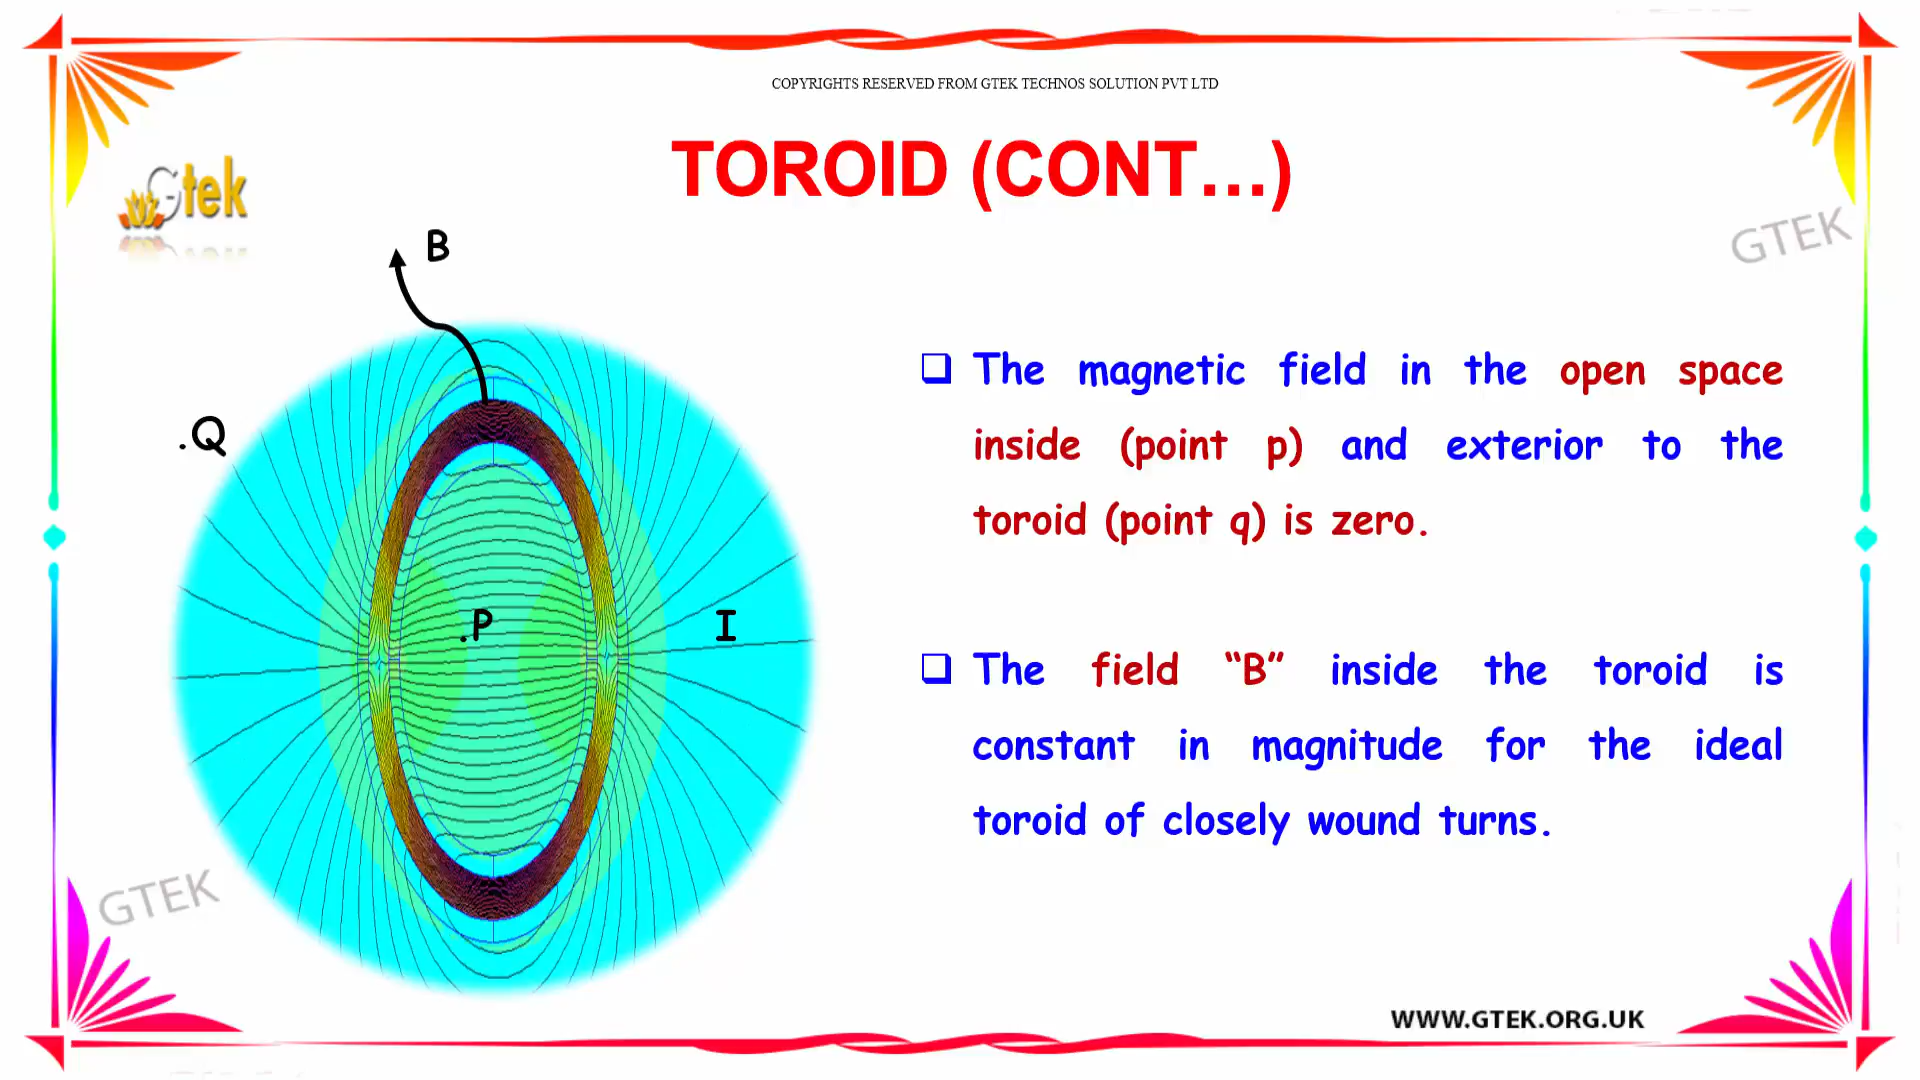 COPYRIGHTS RESERVED FROM GTEK TECHNOS SOLUTION PVT LTD
TOROID (CONT...)
Gtek
GTEK
B
.Q
.P
I
❑ The magnetic field in the open space
inside (point p) and exterior to the
toroid (point q) is zero.
❑ The field “B” inside the toroid is
constant in magnitude for the ideal
toroid of closely wound turns.
GTEK
WWW.GTEK.ORG.UK